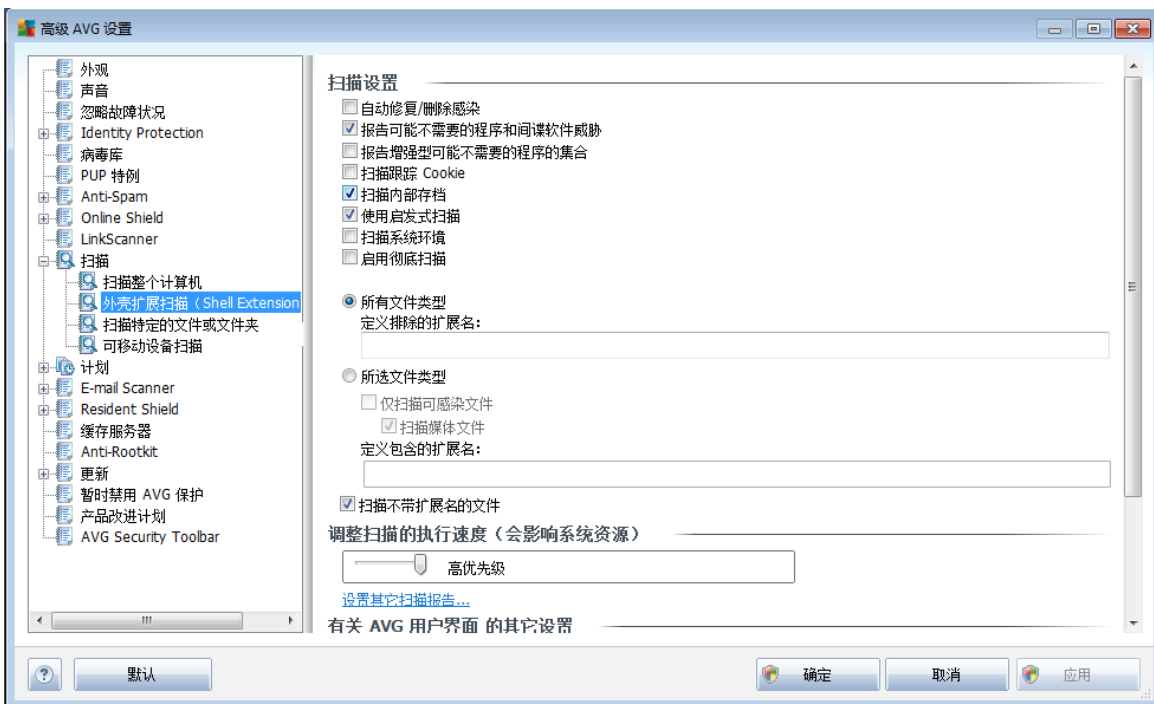 高级 AVG 设置
外观
声音
忽略故障状况
Identity Protection
病毒库
PUP 特例
Anti-Spam
Online Shield
LinkScanner
扫描
扫描整个计算机
外壳扩展扫描（Shell Extension
扫描特定的文件或文件夹
可移动设备扫描
计划
E-mail Scanner
Resident Shield
缓存服务器
Anti-Rootkit
更新
暂时禁用 AVG 保护
产品改进计划
AVG Security Toolbar
扫描设置
自动修复/删除感染
报告可能不需要的程序和间谍软件威胁
报告增强型可能不需要的程序的集合
扫描跟踪 Cookie
扫描内部存档
使用启发式扫描
扫描系统环境
启用彻底扫描
所有文件类型
定义排除的扩展名：
所选文件类型
仅扫描可感染文件
扫描媒体文件
定义包含的扩展名：
扫描不带扩展名的文件
调整扫描的执行速度（会影响系统资源）
高优先级
设置其它扫描报告...
有关 AVG 用户界面 的其它设置
?
默认
确定
取消
应用